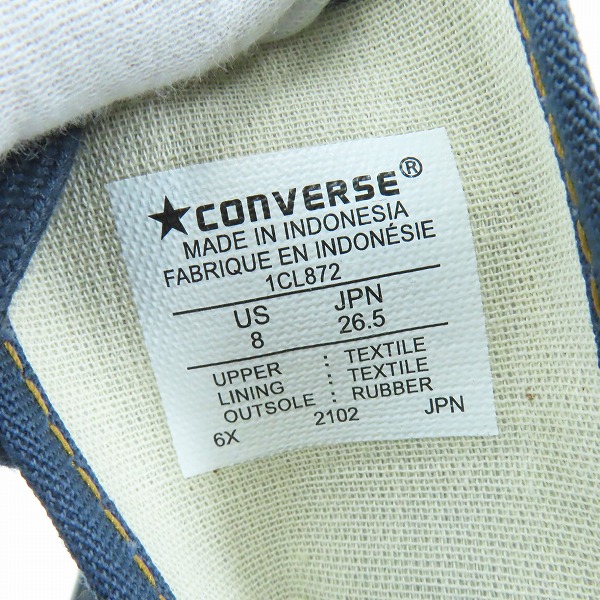 ★CONVERSE®
MADE IN INDONESIA
FABRIQUE EN INDONÉSIE
1CL872
US JPN
8 26.5
UPPER : TEXTILE
LINING : TEXTILE
OUTSOLE : RUBBER
6X 2102 JPN